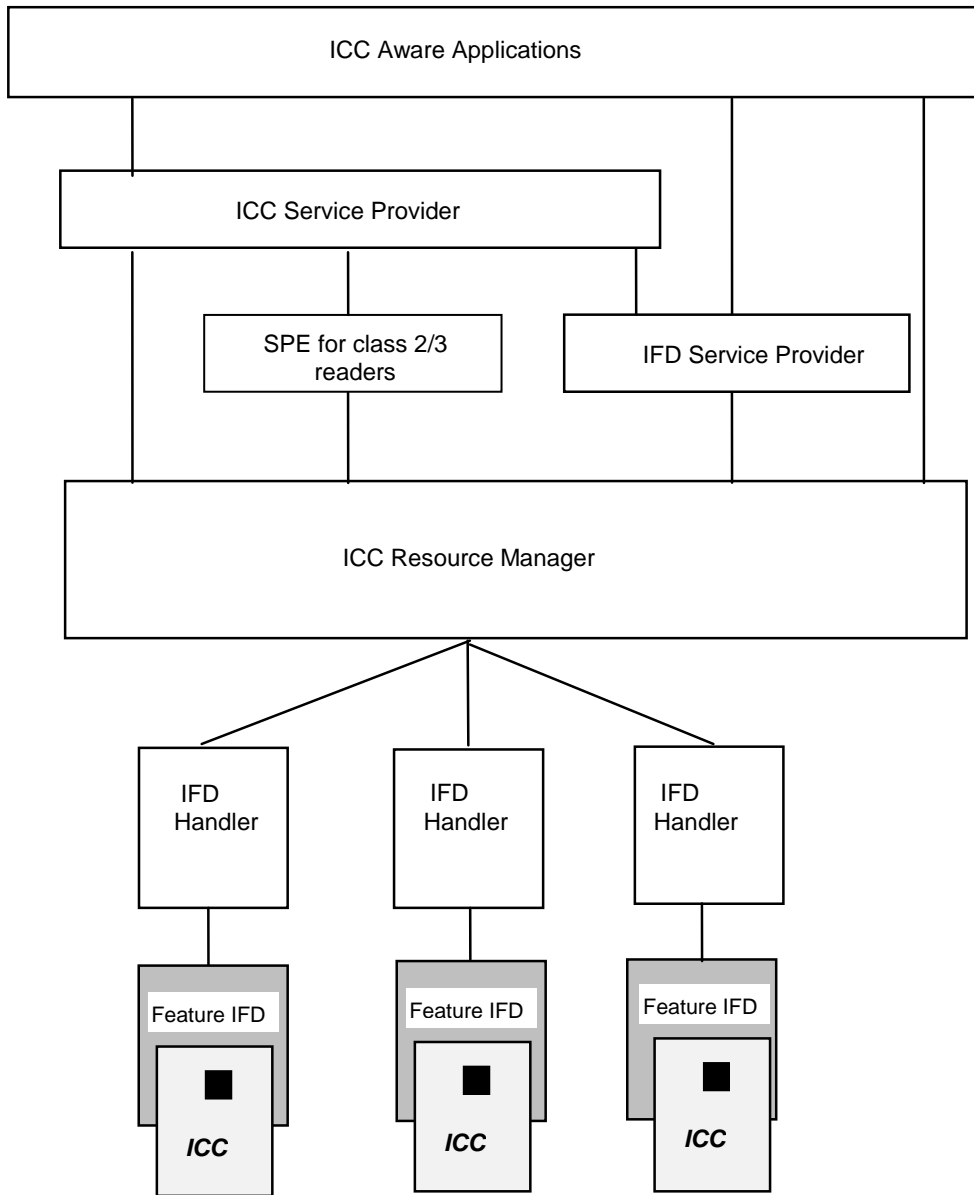 ICC Aware Applications
ICC Service Provider
SPE for class 2/3
readers
IFD Service Provider
ICC Resource Manager
IFD
Handler
IFD
Handler
IFD
Handler
Feature IFD
Feature IFD
Feature IFD
ICC
ICC
ICC